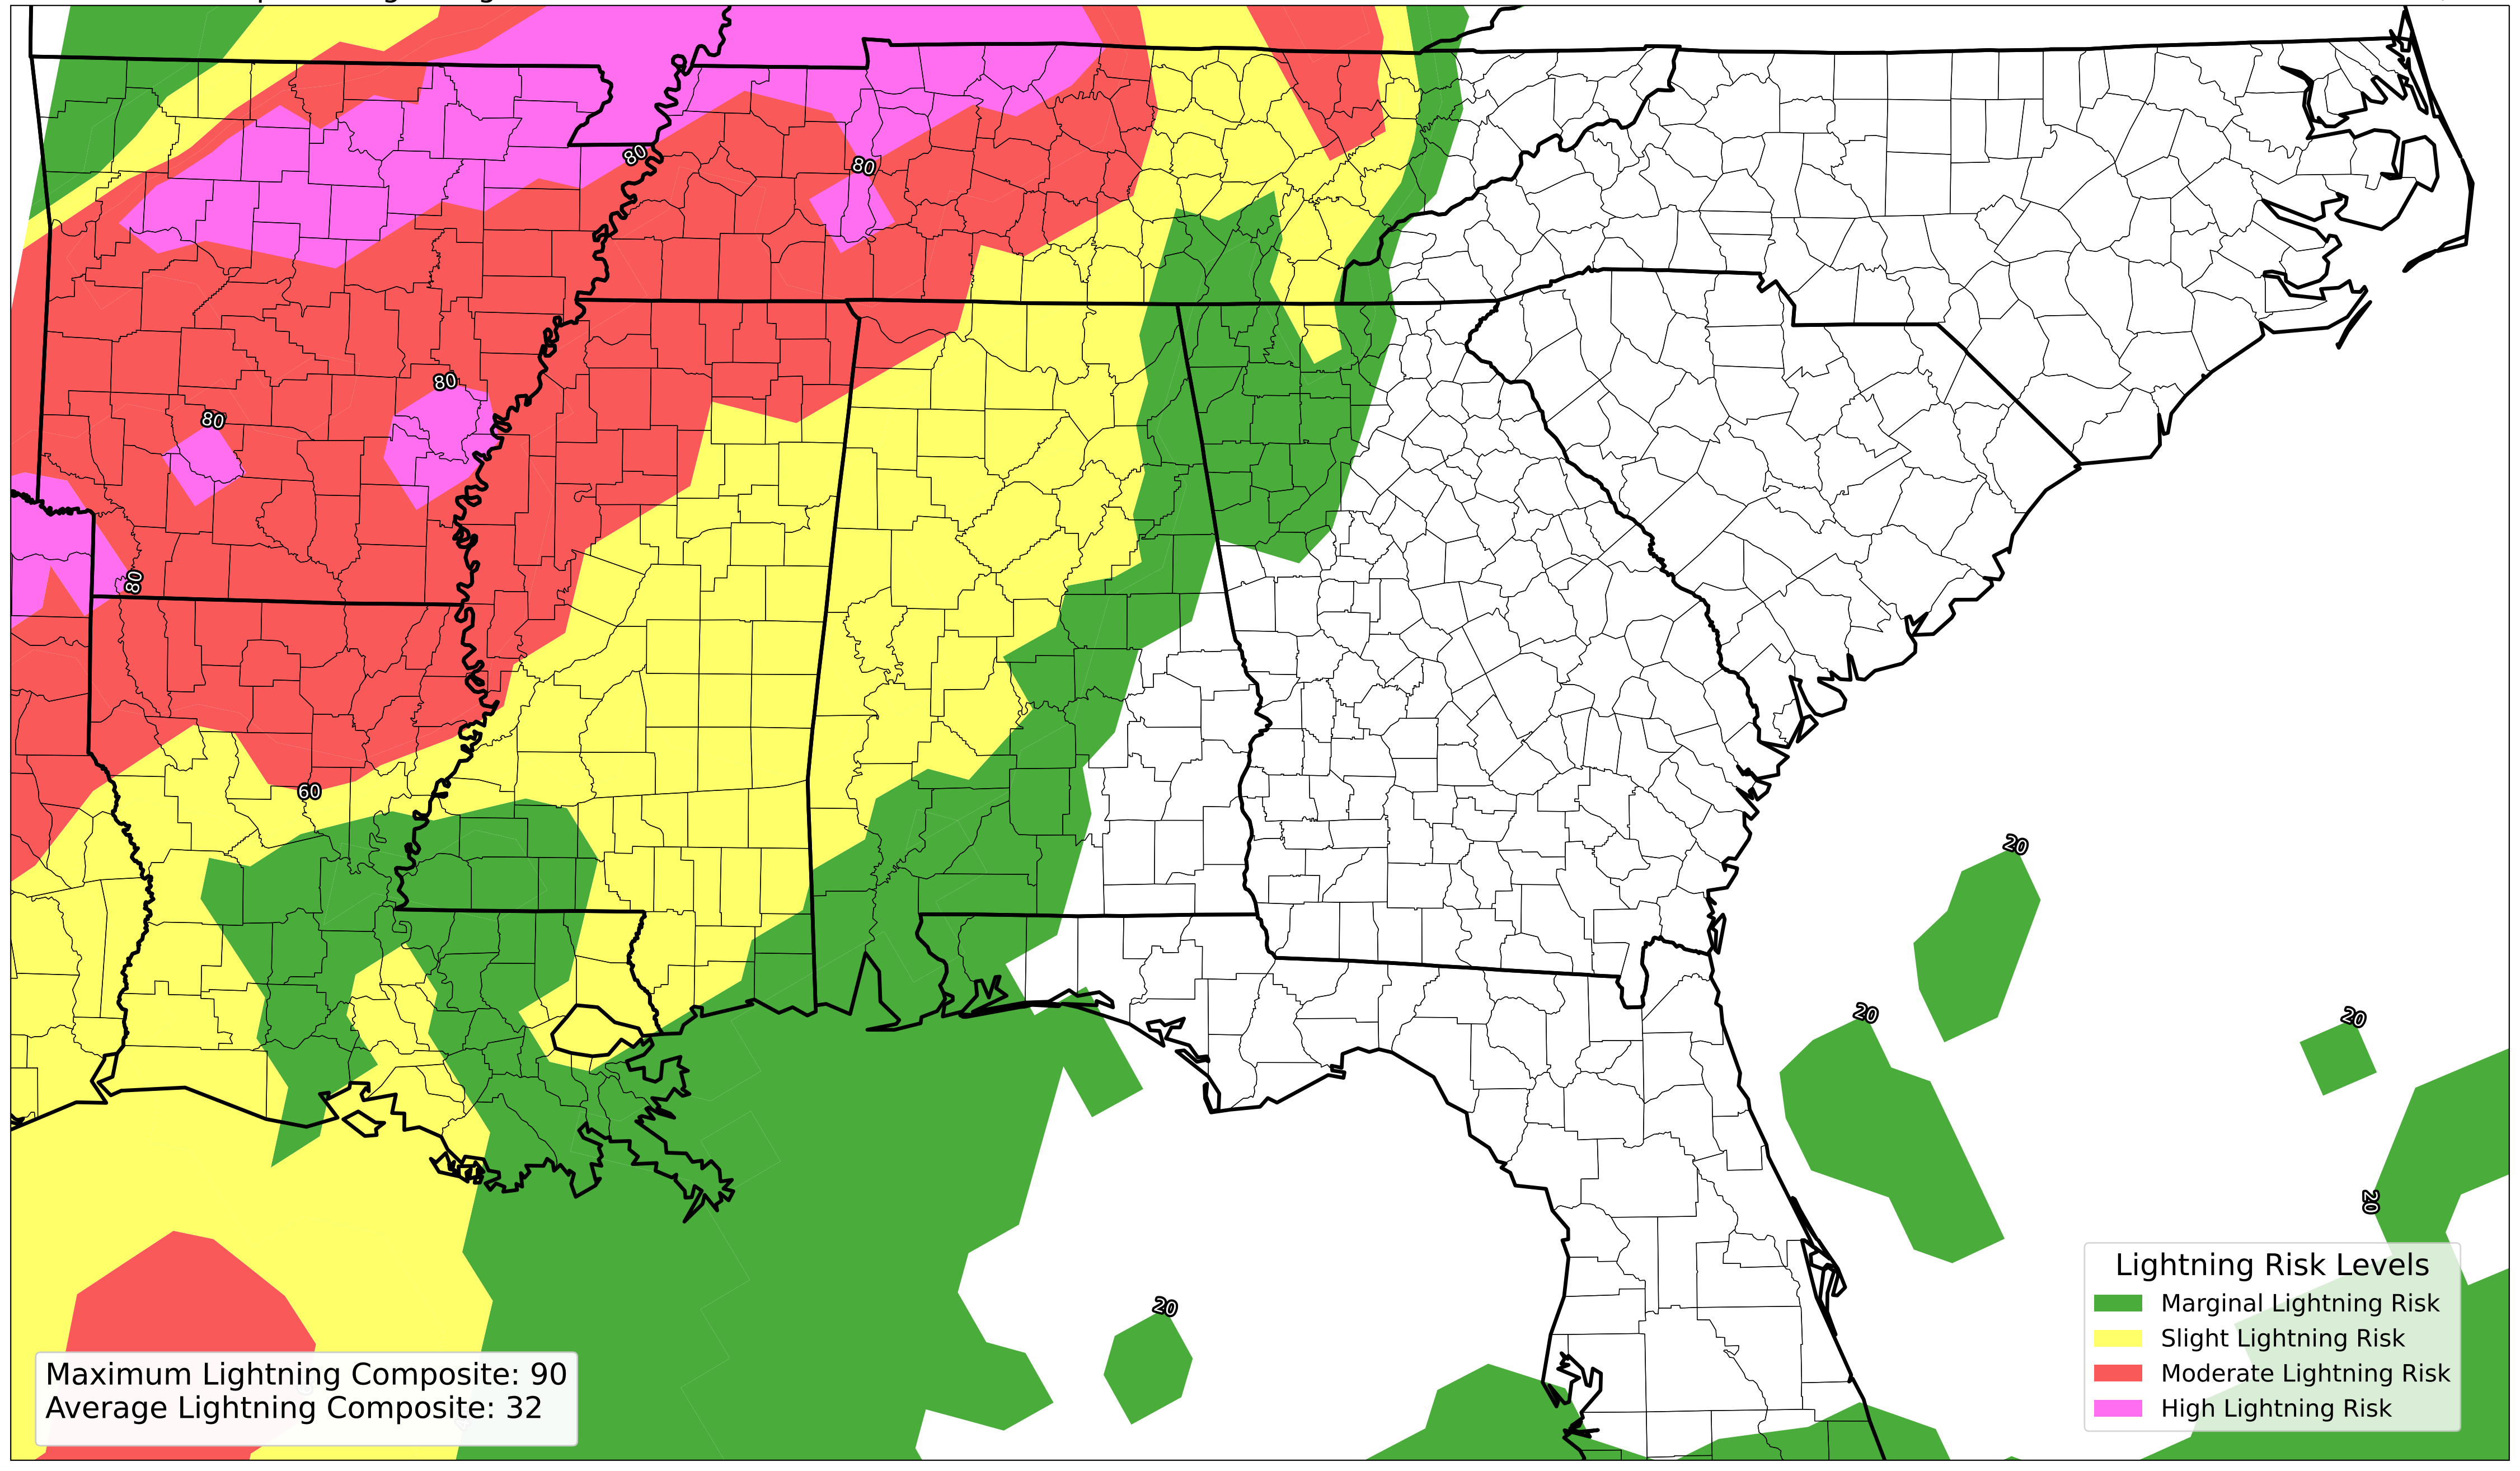 80
80
80
80
80
60
20
20
20
20
20
Lightning Risk Levels
Marginal Lightning Risk
Slight Lightning Risk
Moderate Lightning Risk
High Lightning Risk
Maximum Lightning Composite: 90
Average Lightning Composite: 32